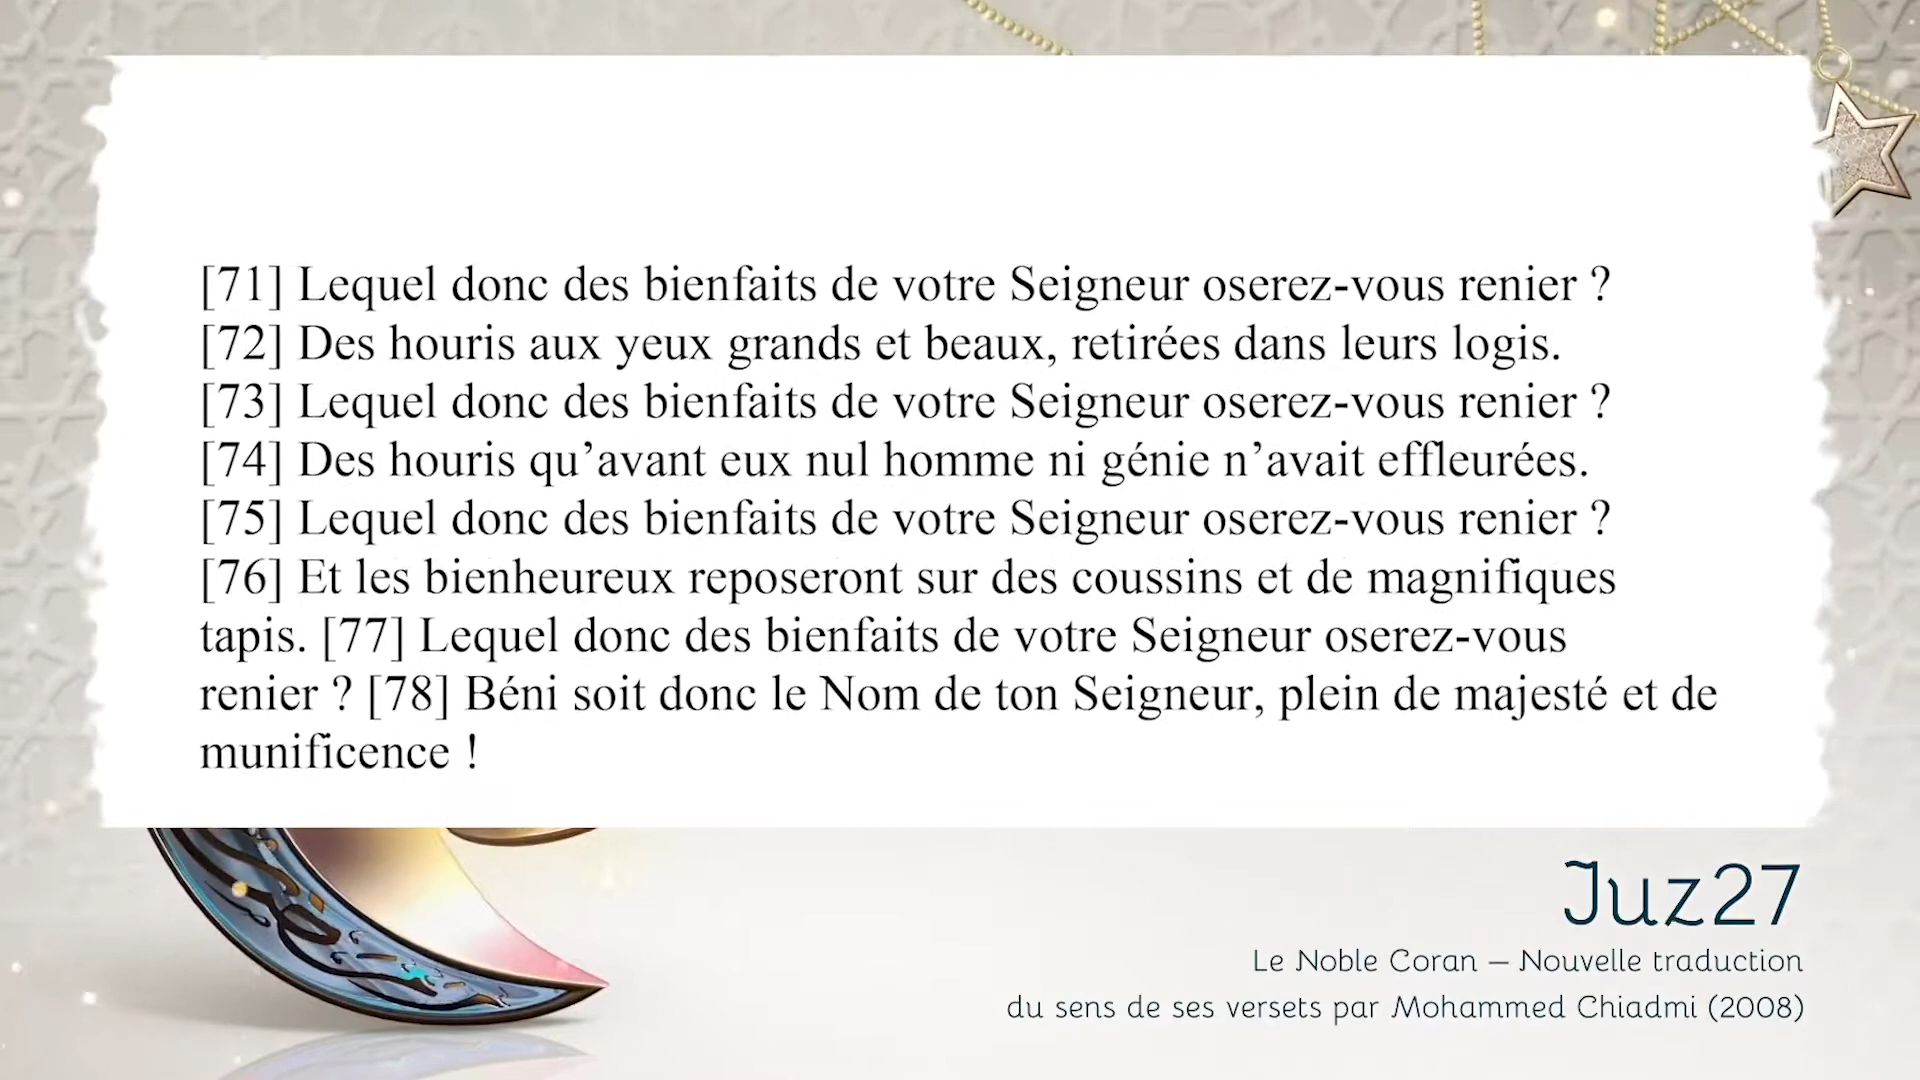 [71] Lequel donc des bienfaits de votre Seigneur oserez-vous renier ?
[72] Des houris aux yeux grands et beaux, retirées dans leurs logis.
[73] Lequel donc des bienfaits de votre Seigneur oserez-vous renier ?
[74] Des houris qu’avant eux nul homme ni génie n’avait effleurées.
[75] Lequel donc des bienfaits de votre Seigneur oserez-vous renier ?
[76] Et les bienheureux reposeront sur des coussins et de magnifiques
tapis. [77] Lequel donc des bienfaits de votre Seigneur oserez-vous
renier ? [78] Béni soit donc le Nom de ton Seigneur, plein de majesté et de
munificence !
Juz27
Le Noble Coran – Nouvelle traduction
du sens de ses versets par Mohammed Chiadmi (2008)